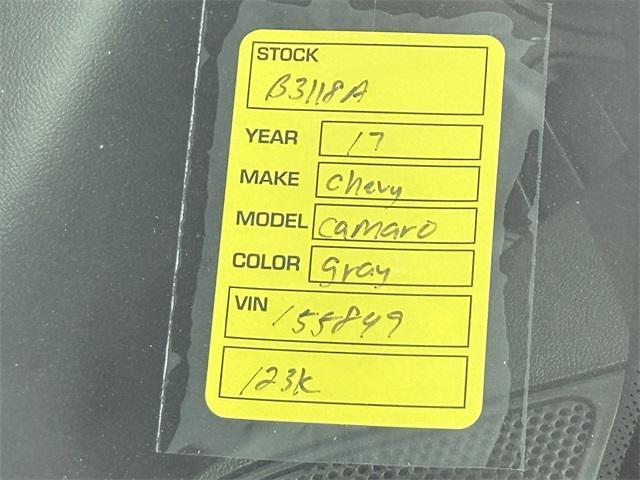 STOCK
B3118A
YEAR 17
MAKE Chevy
MODEL Camaro
COLOR Gray
VIN 155849
123K